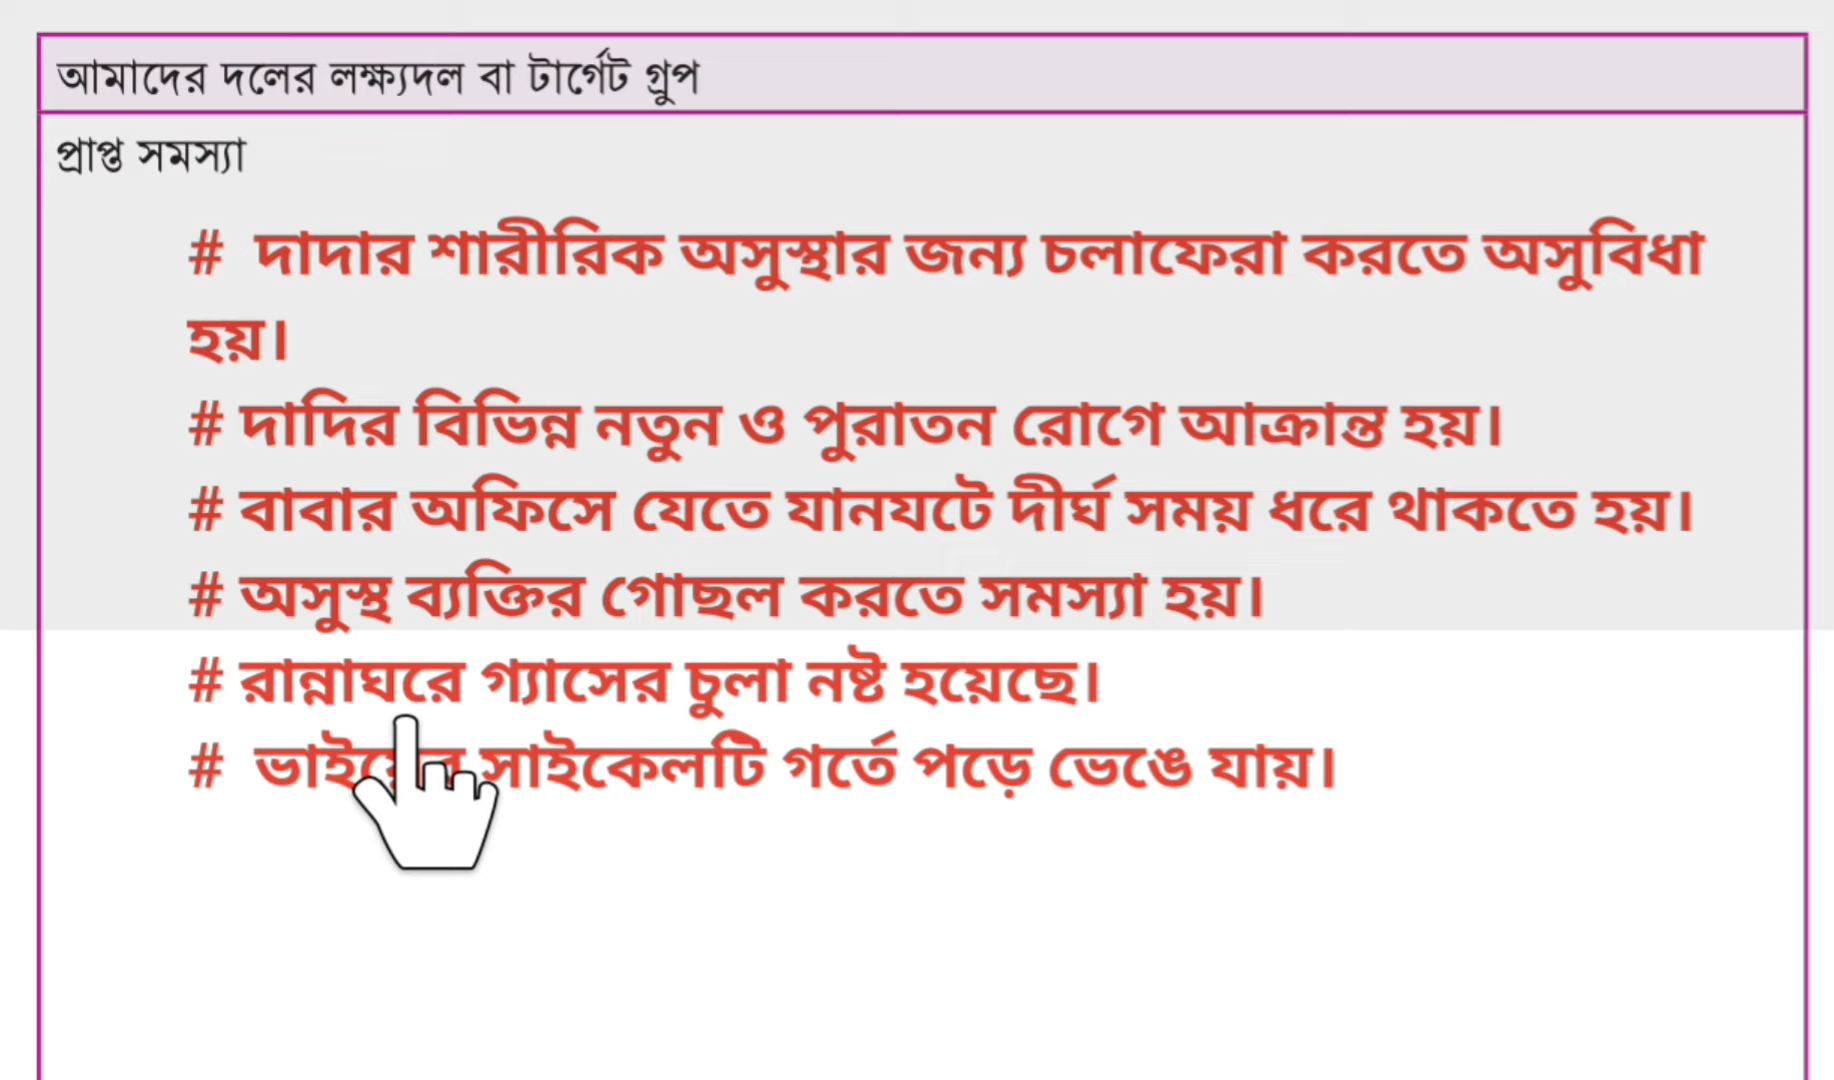 আমাদের দলের লক্ষ্যদল বা টার্গেট গ্রুপ
প্রাপ্ত সমস্যা
# দাদার শারীরিক অসুস্থার জন্য চলাফেরা করতে অসুবিধা
হয়।
# দাদির বিভিন্ন নতুন ও পুরাতন রোগে আক্রান্ত হয়।
# বাবার অফিসে যেতে যানযটে দীর্ঘ সময় ধরে থাকতে হয়।
# অসুস্থ ব্যক্তির গোছল করতে সমস্যা হয়।
# রান্নাঘরে গ্যাসের চুলা নষ্ট হয়েছে।
# সাইকেলটি গর্তে পড়ে ভেঙে যায়।